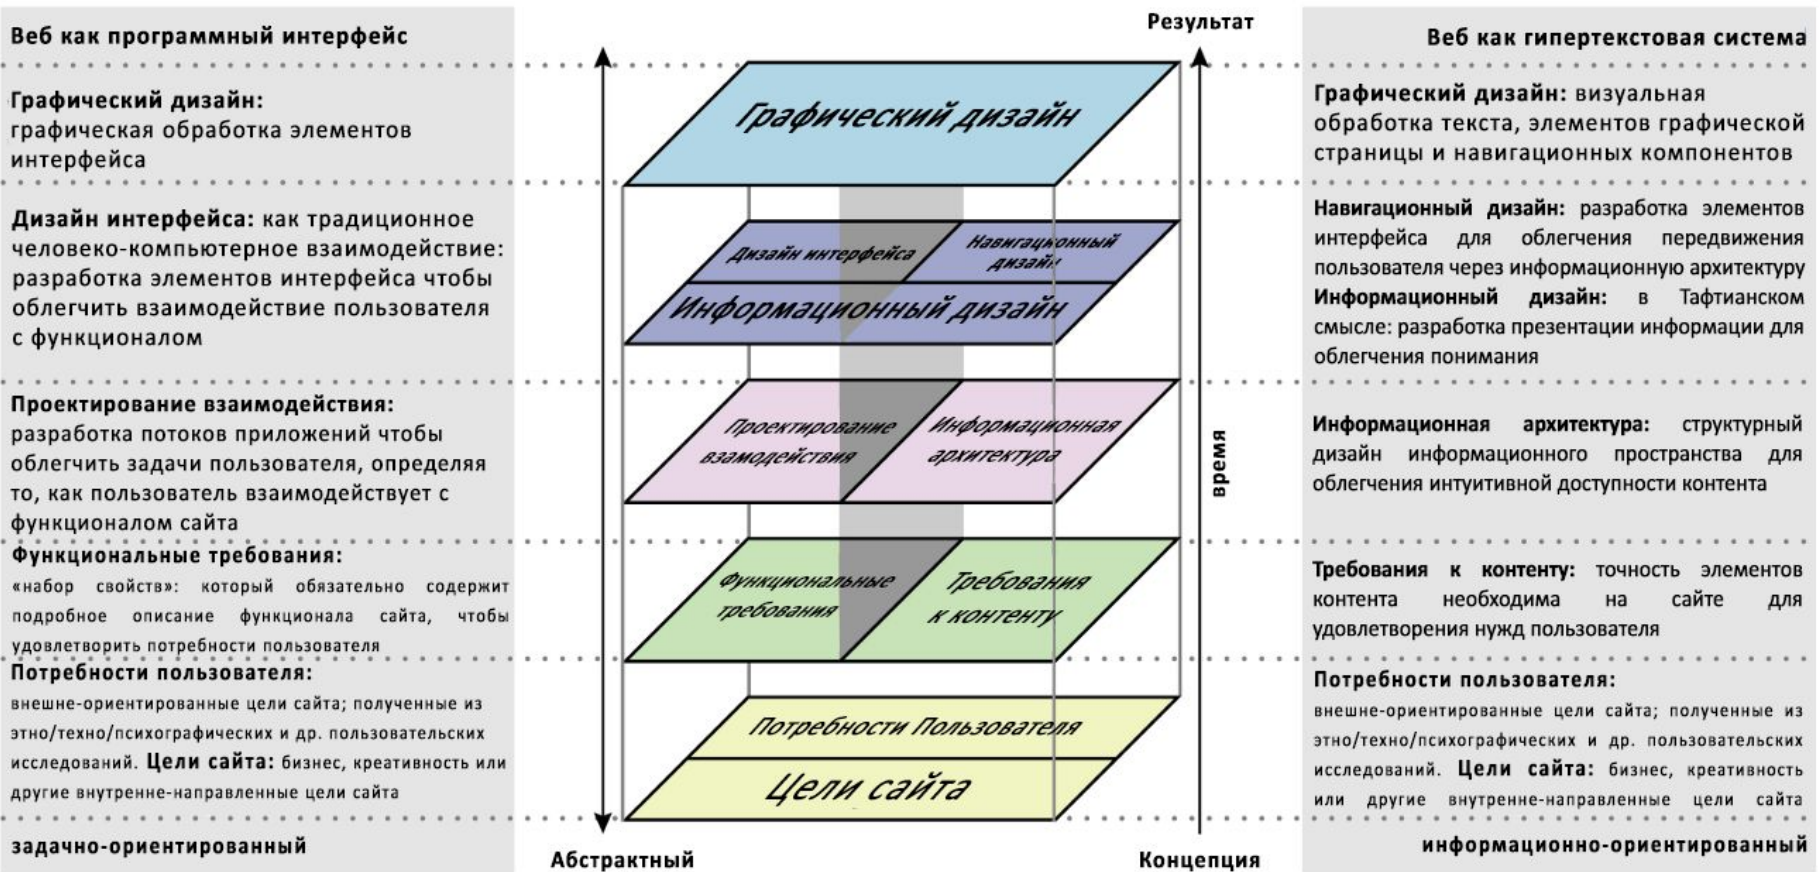 Веб как программный интерфейс
Графический дизайн:
графическая обработка элементов
интерфейса
Дизайн интерфейса: как традиционное
человеко-компьютерное взаимодействие:
разработка элементов интерфейса чтобы
облегчить взаимодействие пользователя
с функционалом
Проектирование взаимодействия:
разработка потоков приложений чтобы
облегчить задачи пользователя, определяя
то, как пользователь взаимодействует с
функционалом сайта
Функциональные требования:
«набор свойств»: который обязательно содержит
подробное описание функционала сайта, чтобы
удовлетворить потребности пользователя
Потребности пользователя:
внешне-ориентированные цели сайта; полученные из
этно/техно/психографических и др. пользовательских
исследований. Цели сайта: бизнес, креативность или
другие внутренне-направленные цели сайта
задачно-ориентированный
Результат
Графический дизайн
Дизайн интерфейса
Навигационный
дизайн
Информационный дизайн
Проектирование
взамодействия
Информационная
архитектура
Функциональные
требования
Требования
к контенту
Потребности Пользователя
Цели сайта
время
Абстрактный
Концепция
Веб как гипертекстовая система
Графический дизайн: визуальная
обработка текста, элементов графической
страницы и навигационных компонентов
Навигационный дизайн: разработка элементов
интерфейса для облегчения передвижения
пользователя через информационную архитектуру
Информационный дизайн: в Тафтианском
смысле: разработка презентации информации для
облегчения понимания
Информационная архитектура: структурный
дизайн информационного пространства для
облегчения интуитивной доступности контента
Требования к контенту: точность элементов
контента необходима на сайте для
удовлетворения нужд пользователя
Потребности пользователя:
внешне-ориентированные цели сайта; полученные из
этно/техно/психографических и др. пользовательских
исследований. Цели сайта: бизнес, креативность
или другие внутренне-направленные цели сайта
информационно-ориентированный